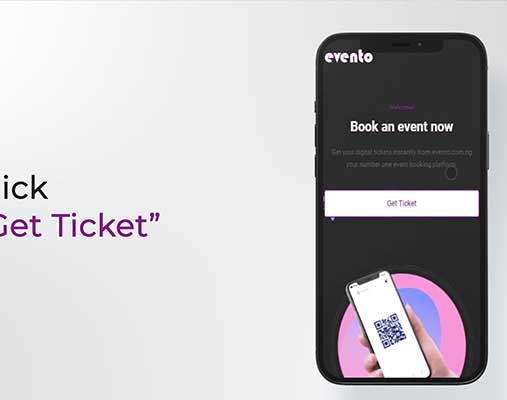 ick
Get Ticket”
evento
Welcome!
Book an event now
Get your digital tickets instantly from evento.com.ng
your number one event booking platform
Get Ticket